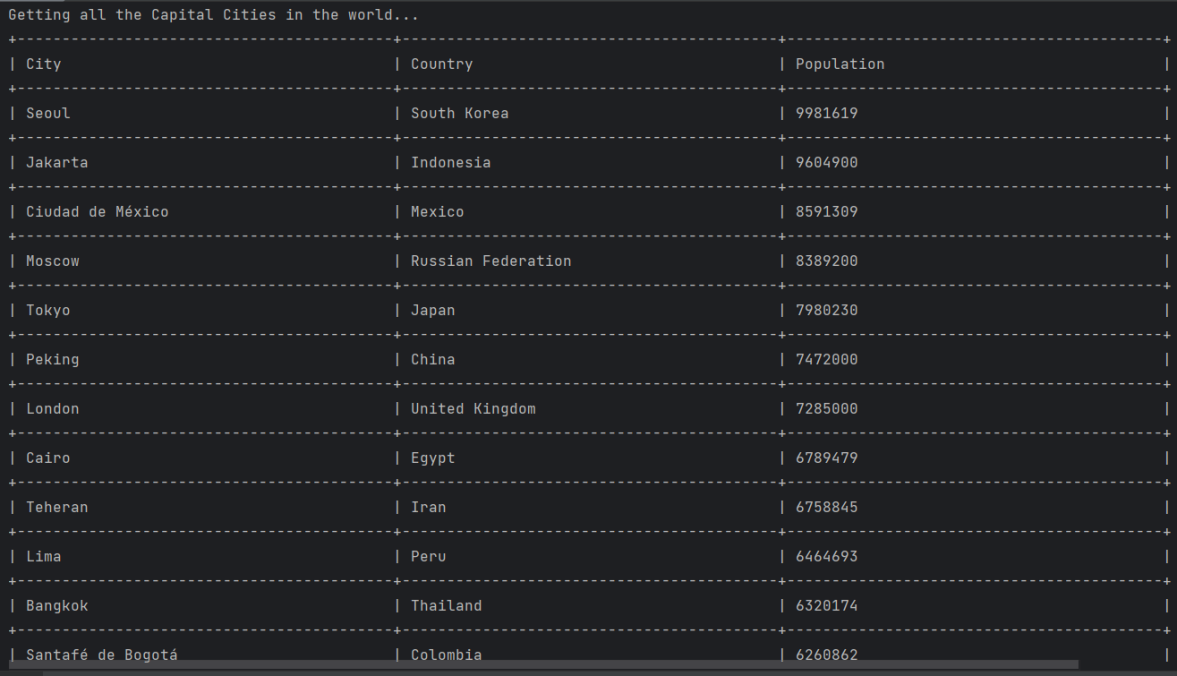 Getting all the Capital Cities in the world...
| City | Country | Population |
| Seoul | South Korea | 9981619 |
| Jakarta | Indonesia | 9604900 |
| Ciudad de México | Mexico | 8591309 |
| Moscow | Russian Federation | 8389200 |
| Tokyo | Japan | 7980230 |
| Peking | China | 7472000 |
| London | United Kingdom | 7285000 |
| Cairo | Egypt | 6789479 |
| Teheran | Iran | 6758845 |
| Lima | Peru | 6464693 |
| Bangkok | Thailand | 6320174 |
| Santafé de Bogotá | Colombia | 6260862 |